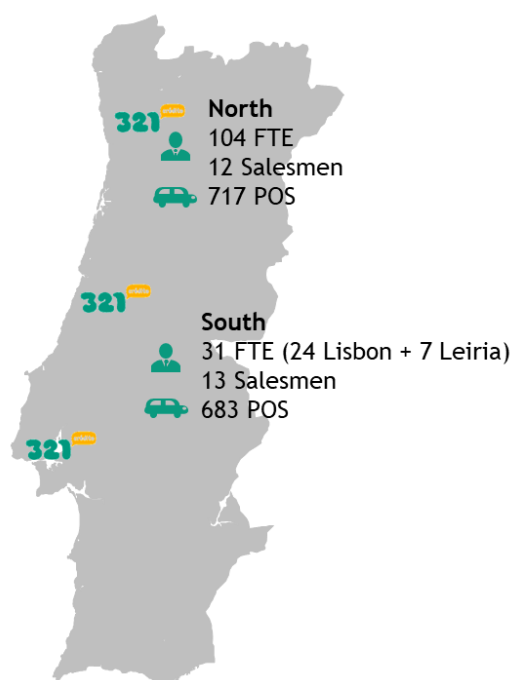 321
North
104 FTE
12 Salesmen
717 POS
321
South
31 FTE (24 Lisbon + 7 Leiria)
13 Salesmen
683 POS
321